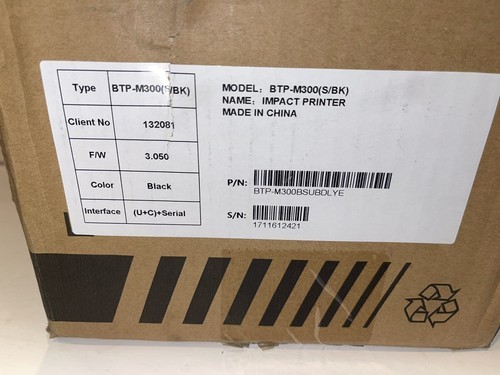 Type BTP-M300(S/BK)
Client No 132081
F/W 3.050
Color Black
Interface (U+C)+Serial
MODEL: BTP-M300(S/BK)
NAME: IMPACT PRINTER
MADE IN CHINA
P/N:
BTP-M300BSUBDLYE
S/N:
1711612421